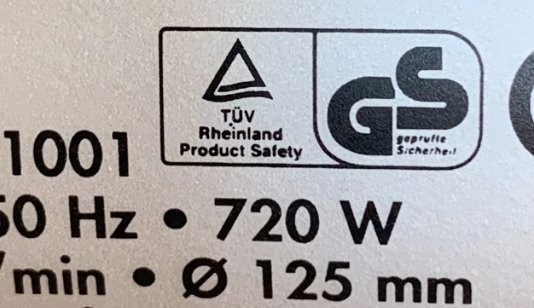 TÜV
Rheinland
Product Safety
GS
geprüfte
Sicherheit
1001
50 Hz • 720 W
/min • Ø 125 mm